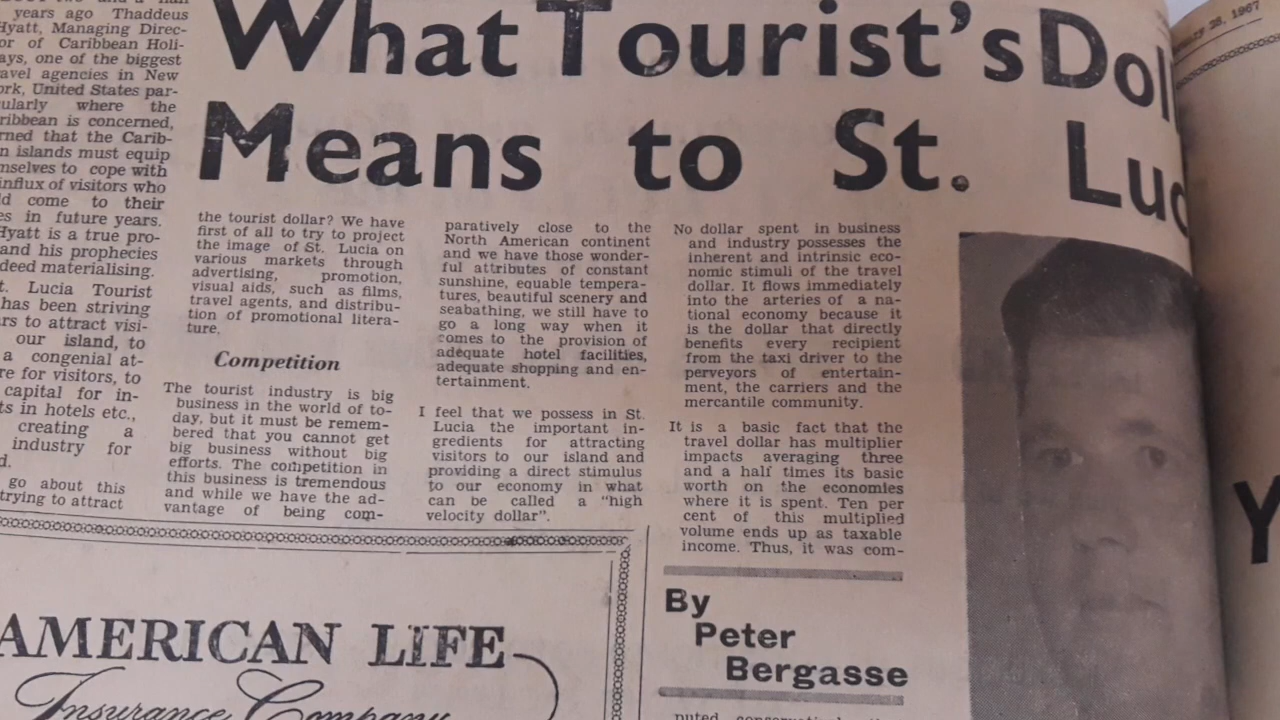 What Tourist's Dol
Means to St. Luc
years ago Thaddeus
Hyatt, Managing Direc-
or of Caribbean Holi-
ays, one of the biggest
avel agencies in New
ork, United States par-
ularly where the
ribbean is concerned,
rned that the Carib-
n islands must equip
mselves to cope with
influx of visitors who
ld come to their
es in future years.
Hyatt is a true pro-
and his prophecies
deed materialising.
t. Lucia Tourist
has been striving
rs to attract visi-
our island, to
a congenial at-
re for visitors, to
capital for in-
ts in hotels etc.,
creating a
industry for
d.
go about this
trying to attract
the tourist dollar? We have
first of all to try to project
the image of St. Lucia on
various markets through
advertising, promotion,
visual aids, such as films,
travel agents, and distribu-
tion of promotional litera-
ture.
Competition
The tourist industry is big
business in the world of to-
day, but it must be remem-
bered that you cannot get
big business without big
efforts. The competition in
this business is tremendous
and while we have the ad-
vantage of being com-
paratively close to the
North American continent
and we have those wonder-
ful attributes of constant
sunshine, equable tempera-
tures, beautiful scenery and
seabathing, we still have to
go a long way when it
comes to the provision of
adequate hotel facilities,
adequate shopping and en-
tertainment.
I feel that we possess in St.
Lucia the important in-
gredients for attracting
visitors to our island and
providing a direct stimulus
to our economy in what
can be called a "high
velocity dollar".
No dollar spent in business
and industry possesses the
inherent and intrinsic eco-
nomic stimuli of the travel
dollar. It flows immediately
into the arteries of a na-
tional economy because it
is the dollar that directly
benefits every recipient
from the taxi driver to the
perveyors of entertain-
ment, the carriers and the
mercantile community.
It is a basic fact that the
travel dollar has multiplier
impacts averaging three
and a half times its basic
worth on the economies
where it is spent. Ten per
cent of this multiplied
volume ends up as taxable
income. Thus, it was com-
By
Peter
Bergasse
AMERICAN LIFE
Insurance Company
28, 1967
Y